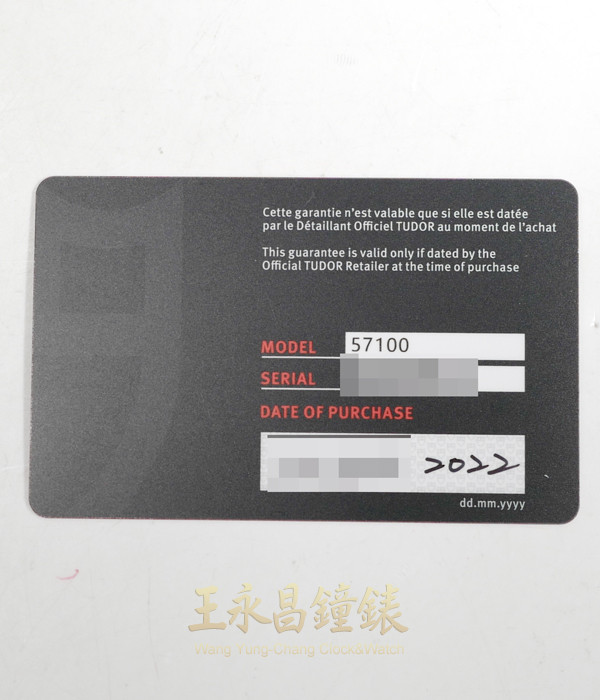 Cette garantie n'est valable que si elle est datée
par le Détaillant Officiel TUDOR au moment de l'achat
This guarantee is valid only if dated by the
Official TUDOR Retailer at the time of purchase
MODEL 57100
SERIAL
DATE OF PURCHASE
2022
dd.mm.yyyy
王永昌鐘錶
Wang Yung-Chang Clock&Watch